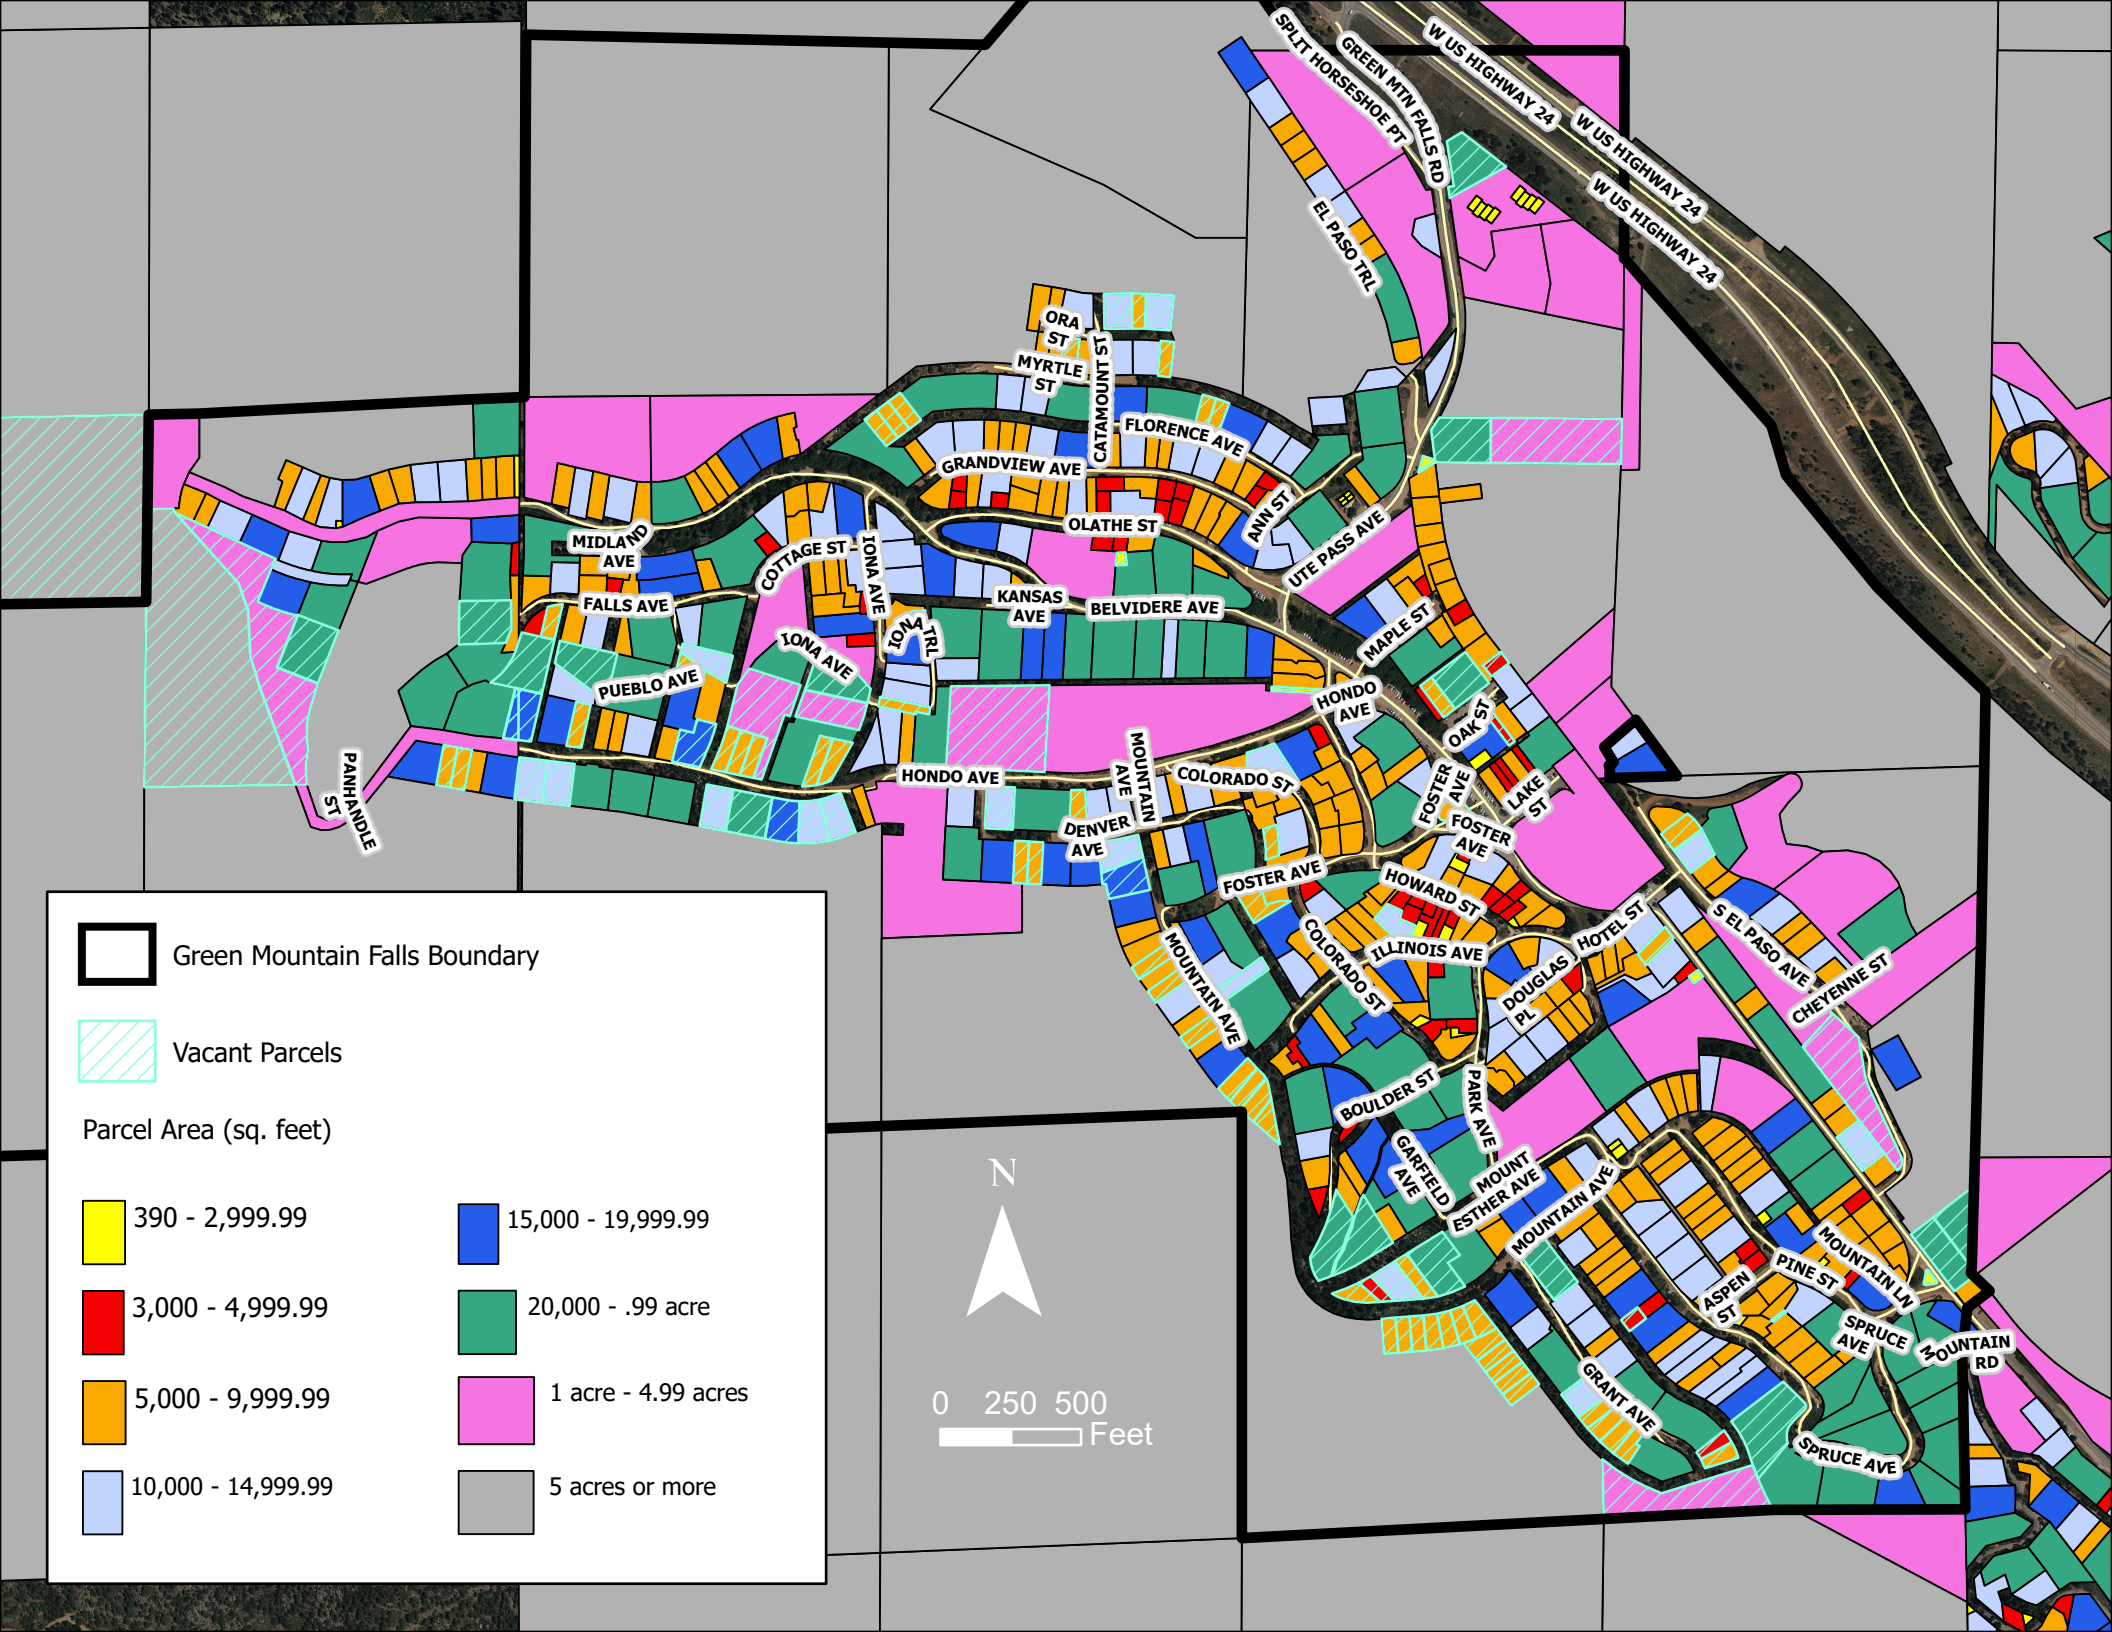 SPLIT HORSESHOE PT
GREEN MTN FALLS RD
W US HIGHWAY 24
W US HIGHWAY 24
W US HIGHWAY 24
EL PASO TRL
ORA
ST
MYRTLE
ST
CATAMOUNT ST
FLORENCE AVE
GRANDVIEW AVE
OLATHE ST
ANN ST
UTE PASS AVE
MIDLAND
AVE
COTTAGE ST
IONA AVE
FALLS AVE
KANSAS
AVE
BELVIDERE AVE
IONA TRL
IONA AVE
MAPLE ST
PUEBLO AVE
HONDO
AVE
OAK ST
PANHANDLE
ST
HONDO AVE
MOUNTAIN
AVE
COLORADO ST
FOSTER
AVE
LAKE
ST
DENVER
AVE
FOSTER
AVE
FOSTER AVE
HOWARD ST
S EL PASO AVE
HOTEL ST
COLORADO ST
ILLINOIS AVE
MOUNTAIN AVE
DOUGLAS
PL
CHEYENNE ST
BOULDER ST
PARK AVE
GARFIELD
AVE
MOUNT
ESTHER AVE
MOUNTAIN AVE
MOUNTAIN LN
PINE ST
ASPEN
ST
SPRUCE
AVE
MOUNTAIN
RD
GRANT AVE
SPRUCE AVE
Green Mountain Falls Boundary
Vacant Parcels
Parcel Area (sq. feet)
390 - 2,999.99
3,000 - 4,999.99
5,000 - 9,999.99
10,000 - 14,999.99
15,000 - 19,999.99
20,000 - .99 acre
1 acre - 4.99 acres
5 acres or more
N
0 250 500
Feet